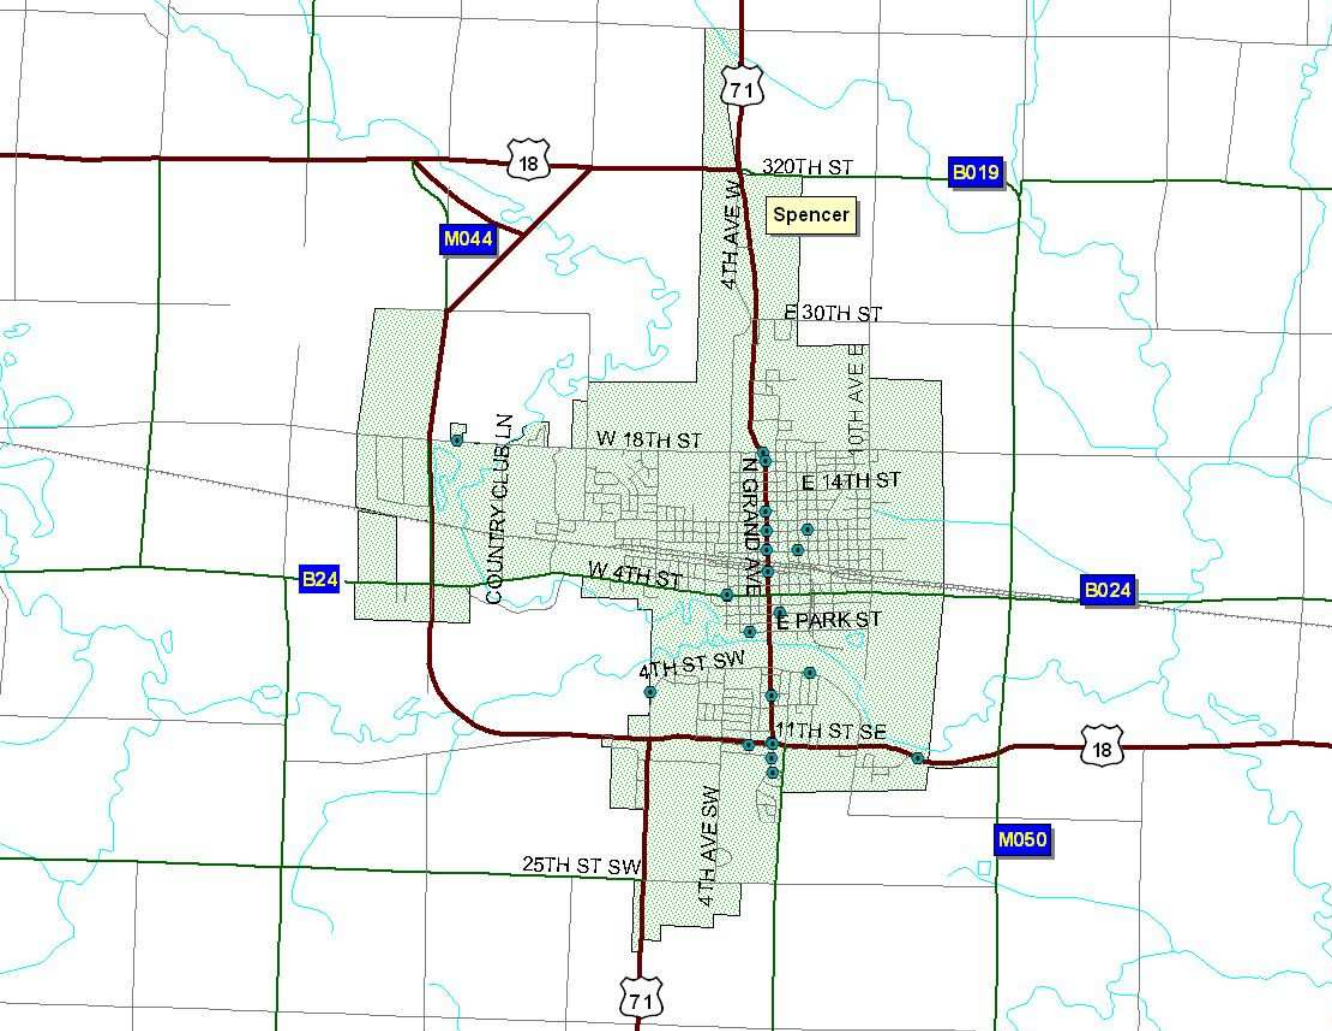 71
18
320TH ST
B019
Spencer
M044
4TH AVE W
E 30TH ST
10TH AVE E
COUNTRY CLUB LN
W 18TH ST
N GRAND AVE
E 14TH ST
B24
W 4TH ST
B024
E PARK ST
4TH ST SW
11TH ST SE
18
M050
4TH AVE SW
25TH ST SW
71